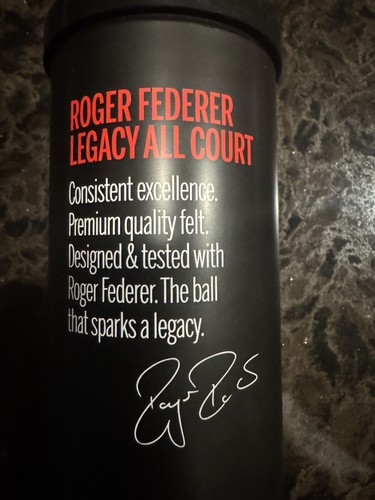 ROGER FEDERER
LEGACY ALL COURT
Consistent excellence.
Premium quality felt.
Designed & tested with
Roger Federer. The ball
that sparks a legacy.